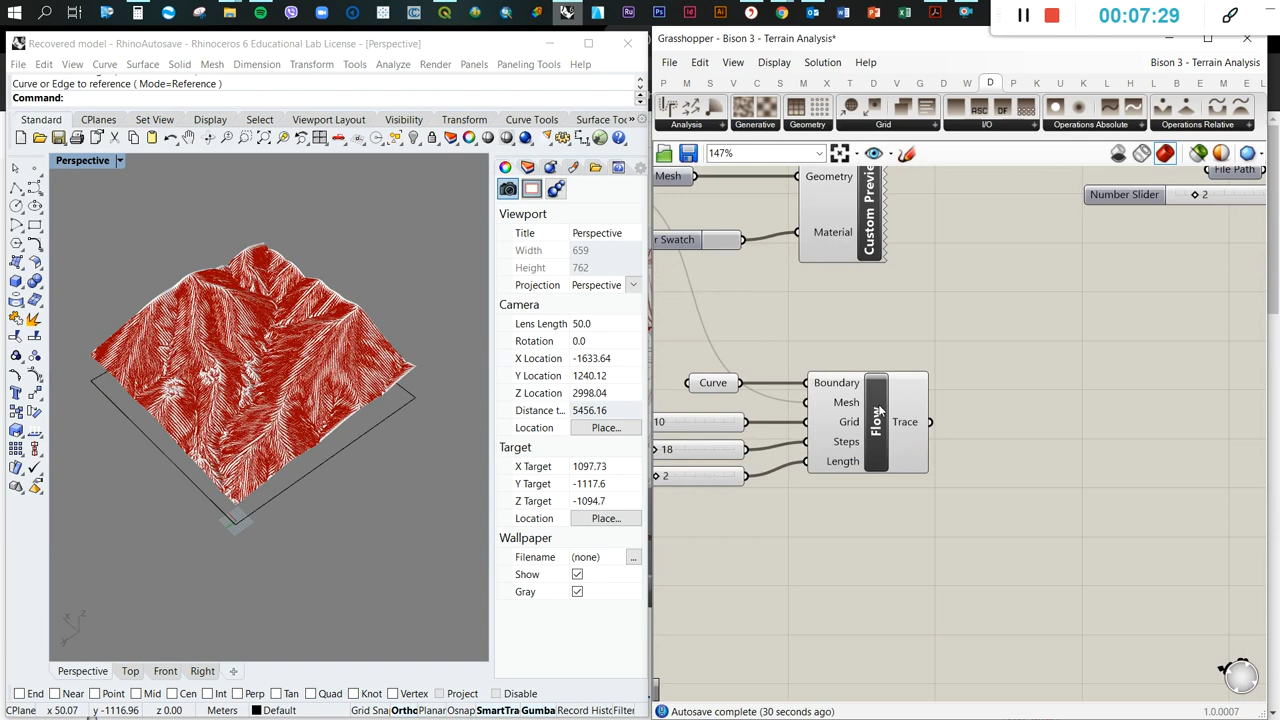 00:07:29
Recovered model - RhinoAutosave - Rhinoceros 6 Educational Lab License - [Perspective]
File Edit View Curve Surface Solid Mesh Dimension Transform Tools Analyze Render Panels Paneling Tools Help
Curve or Edge to reference ( Mode=Reference )
Command:
Standard CPlanes Set View Display Select Viewport Layout Visibility Transform Curve Tools Surface Too
Perspective
Viewport
Title Perspective
Width 659
Height 762
Projection Perspective
Camera
Lens Length 50.0
Rotation 0.0
X Location -1633.64
Y Location 1240.12
Z Location 2998.04
Distance t... 5456.16
Location Place...
Target
X Target 1097.73
Y Target -1117.6
Z Target -1094.7
Location Place...
Wallpaper
Filename (none) ...
Show
Gray
Perspective Top Front Right
End Near Point Mid Cen Int Perp Tan Quad Knot Vertex Project Disable
CPlane x 50.07 y -1116.96 z 0.00 Meters Default Grid Snap Ortho Planar Osnap SmartTra Gumba Record Histo Filter
Grasshopper - Bison 3 - Terrain Analysis*
File Edit View Display Solution Help Bison 3 - Terrain Analysis
P M S V C S M I D P M K W L E L
Analysis Generative Geometry Grid I/O Operations Absolute Operations Relative
147%
Mesh Geometry
r Swatch Material
Custom Preview
File Path
Number Slider 2
Curve
10
18
2
Boundary
Mesh
Grid
Steps
Length
Flow
Trace
Autosave complete (30 seconds ago)
1.0.0007